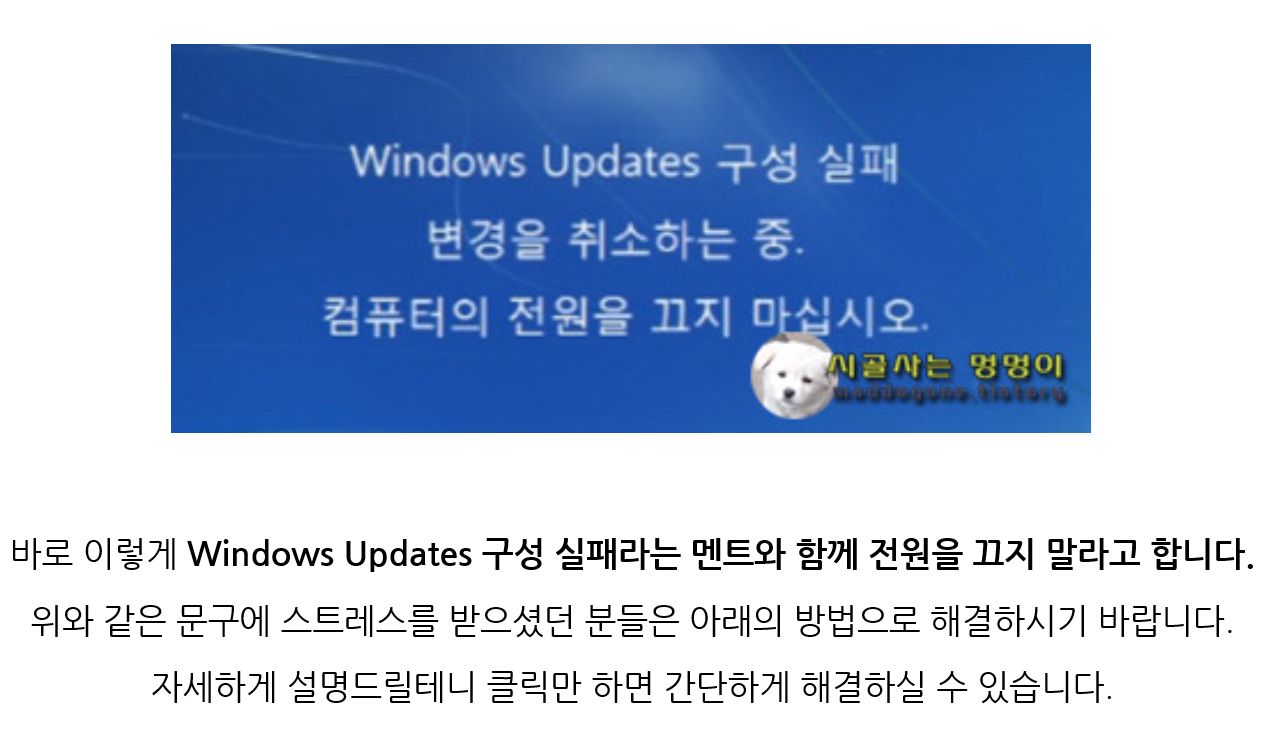 Windows Updates 구성 실패
변경을 취소하는 중.
컴퓨터의 전원을 끄지 마십시오.
시골사는 멍멍이
바로 이렇게 Windows Updates 구성 실패라는 멘트와 함께 전원을 끄지 말라고 합니다.
위와 같은 문구에 스트레스를 받으셨던 분들은 아래의 방법으로 해결하시기 바랍니다.
자세하게 설명드릴테니 클릭만 하면 간단하게 해결하실 수 있습니다.